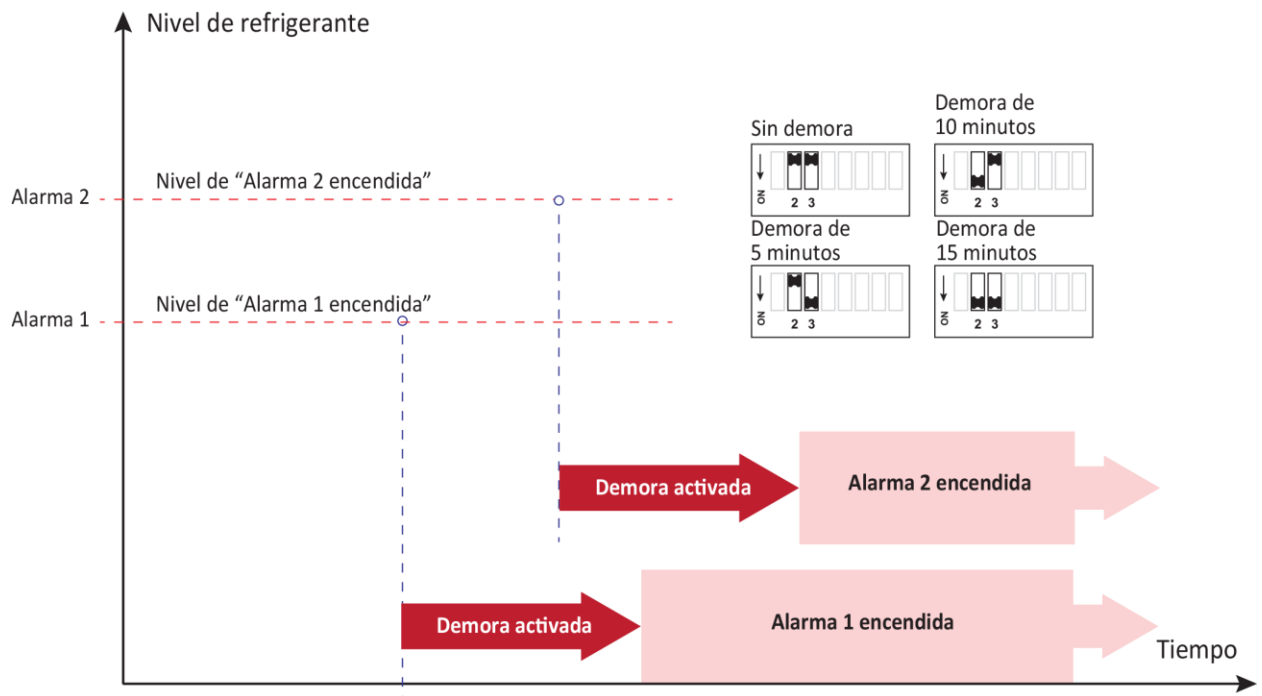 Nivel de refrigerante
Sin demora
ON
2 3
Demora de
10 minutos
ON
2 3
Demora de
5 minutos
ON
2 3
Demora de
15 minutos
ON
2 3
Nivel de “Alarma 2 encendida”
Alarma 2
Nivel de “Alarma 1 encendida”
Alarma 1
Demora activada
Alarma 2 encendida
Demora activada
Alarma 1 encendida
Tiempo